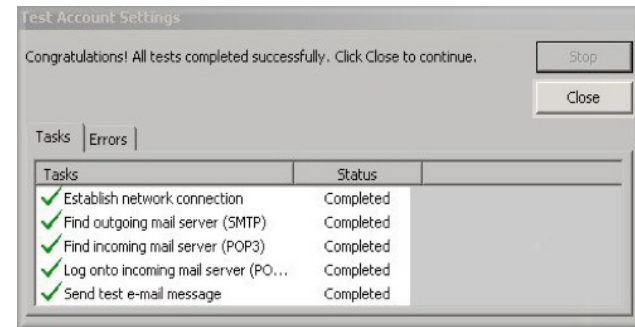 Test Account Settings
Congratulations! All tests completed successfully. Click Close to continue.
Stop
Close
Tasks Errors
Tasks Status
Establish network connection Completed
Find outgoing mail server (SMTP) Completed
Find incoming mail server (POP3) Completed
Log onto incoming mail server (PO... Completed
Send test e-mail message Completed